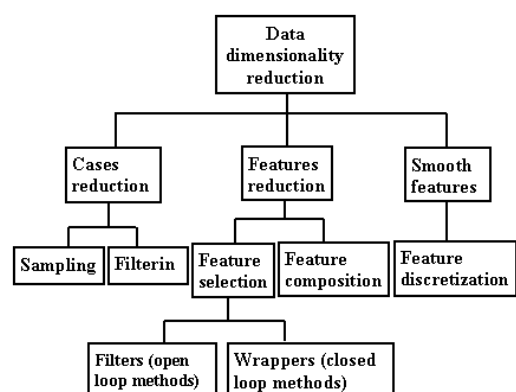 Data
dimensionality
reduction
Cases
reduction
Features
reduction
Smooth
features
Sampling
Filterin
Feature
selection
Feature
composition
Feature
discretization
Filters (open
loop methods)
Wrappers (closed
loop methods)